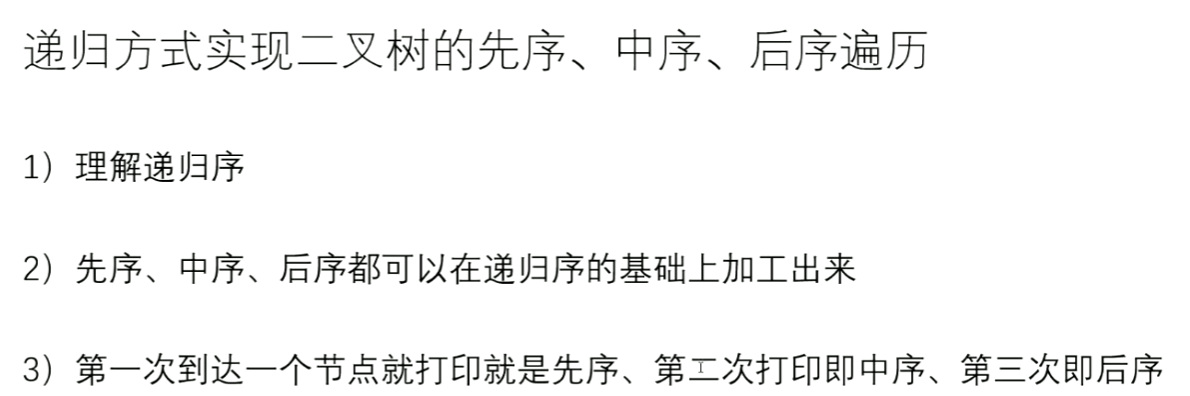 递归方式实现二叉树的先序、中序、后序遍历
1）理解递归序
2）先序、中序、后序都可以在递归序的基础上加工出来
3）第一次到达一个节点就打印就是先序、第二次打印即中序、第三次即后序